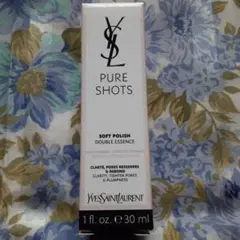 YSL
PURE
SHOTS
SOFT POLISH
DOUBLE ESSENCE
CLARTÉ, PORES RESSERRÉS
& REBOND
CLARITY, TIGHTER PORES
& PLUMPNESS
YVESSAINTLAURENT
1 fl. oz. ℮ 30 ml